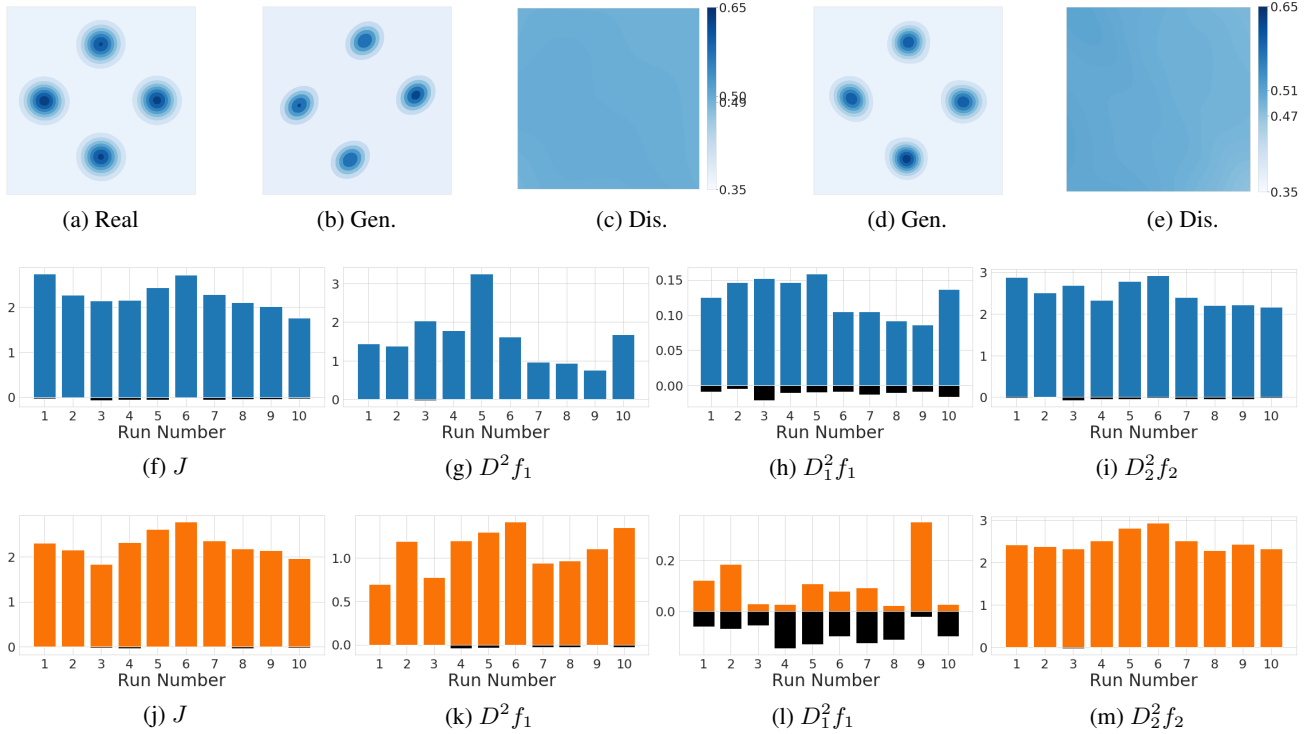 0.65
0.50
0.49
0.35
0.65
0.51
0.47
0.35
(a) Real
(b) Gen.
(c) Dis.
(d) Gen.
(e) Dis.
2
1
0
1 2 3 4 5 6 7 8 9 10
Run Number
(f) J
3
2
1
0
1 2 3 4 5 6 7 8 9 10
Run Number
(g) D²f₁
0.15
0.10
0.05
0.00
1 2 3 4 5 6 7 8 9 10
Run Number
(h) D₁²f₁
3
2
1
0
1 2 3 4 5 6 7 8 9 10
Run Number
(i) D₂²f₂
2
1
0
1 2 3 4 5 6 7 8 9 10
Run Number
(j) J
1.0
0.5
0.0
1 2 3 4 5 6 7 8 9 10
Run Number
(k) D²f₁
0.2
0.0
1 2 3 4 5 6 7 8 9 10
Run Number
(l) D₁²f₁
3
2
1
0
1 2 3 4 5 6 7 8 9 10
Run Number
(m) D₂²f₂